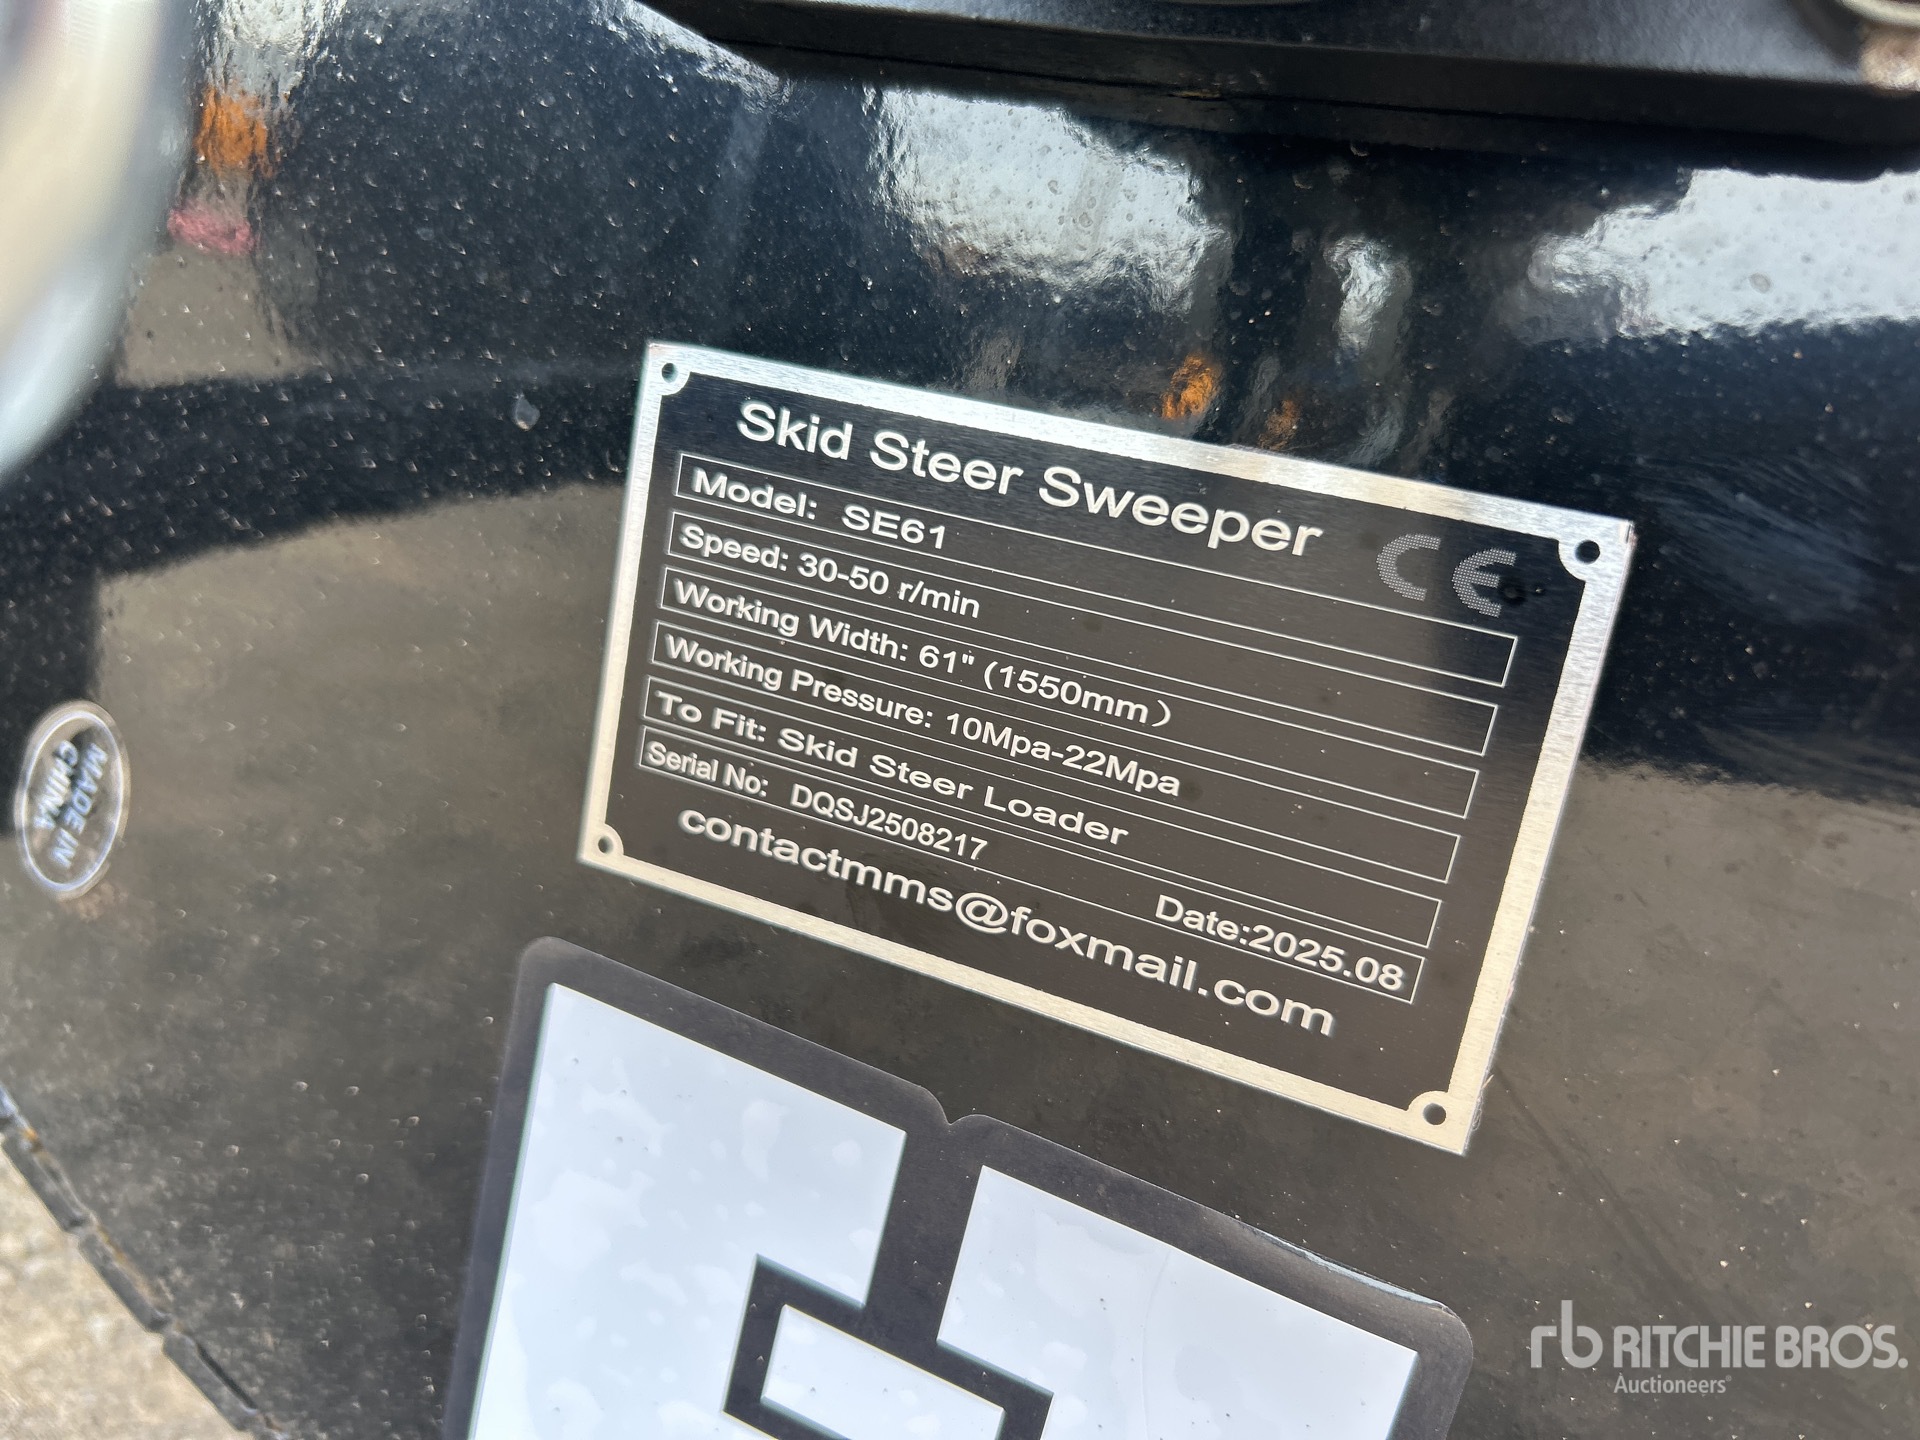 Skid Steer Sweeper
CE
Model: SE61
Speed: 30-50 r/min
Working Width: 61" (1550mm）
Working Pressure: 10Mpa-22Mpa
To Fit: Skid Steer Loader
Serial No: DQSJ2508217 Date:2025.08
contactmms@foxmail.com
MADE IN
CHINA
rb RITCHIE BROS.
Auctioneers